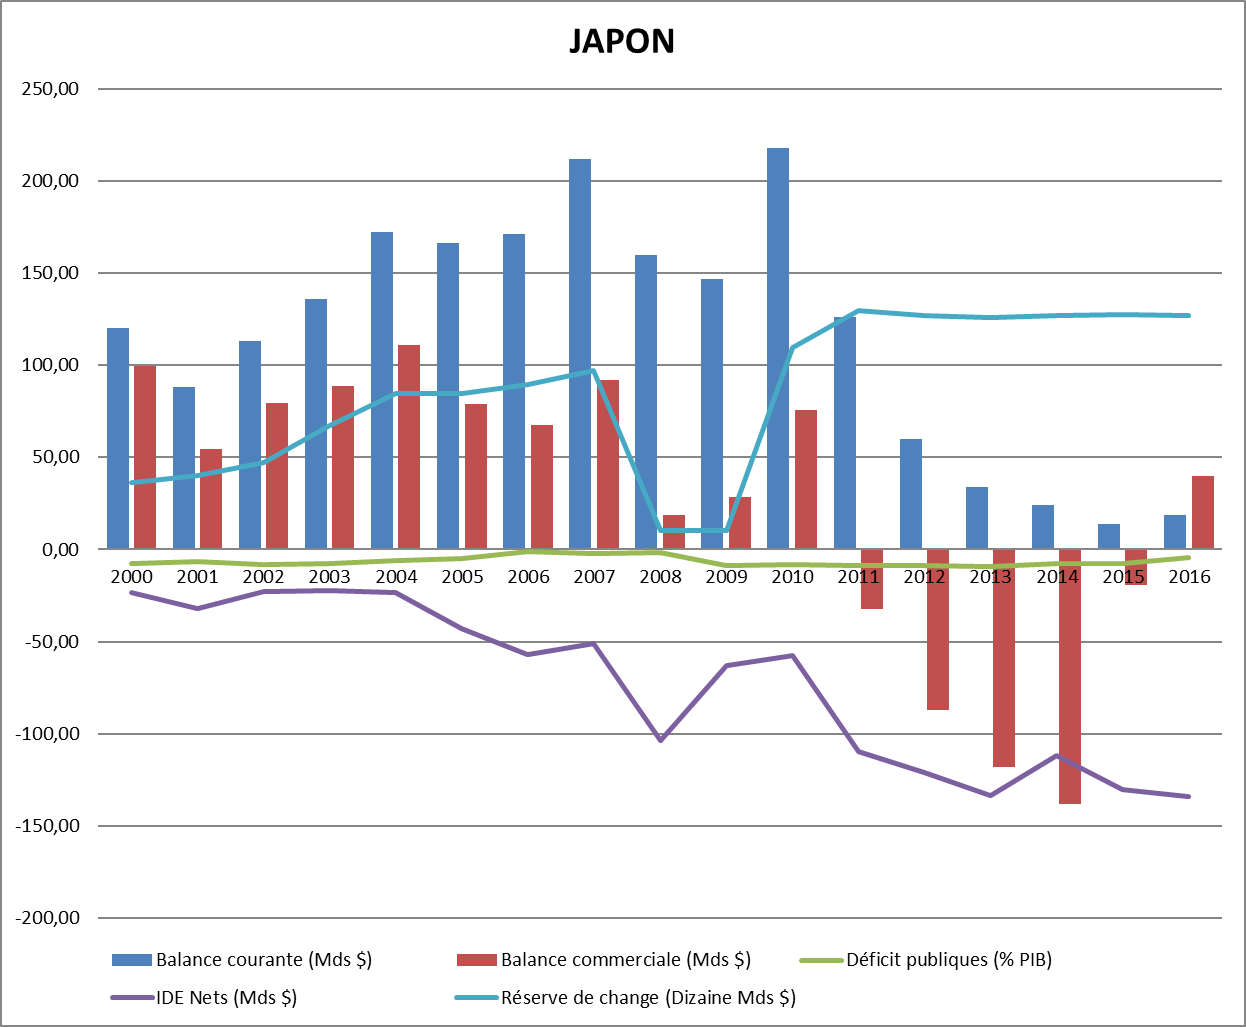 JAPON
250,00
200,00
150,00
100,00
50,00
0,00
2000 2001 2002 2003 2004 2005 2006 2007 2008 2009 2010 2011 2012 2013 2014 2015 2016
-50,00
-100,00
-150,00
-200,00
Balance courante (Mds $) Balance commerciale (Mds $) Déficit publiques (% PIB)
IDE Nets (Mds $) Réserve de change (Dizaine Mds $)